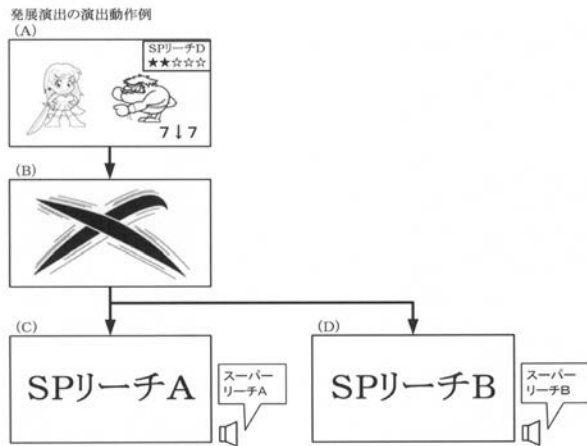 発展演出の演出動作例
(A)
SPリーチD
★★☆☆☆
7↓7
(B)
(C)
SPリーチA
スーパー
リーチA
(D)
SPリーチB
スーパー
リーチB